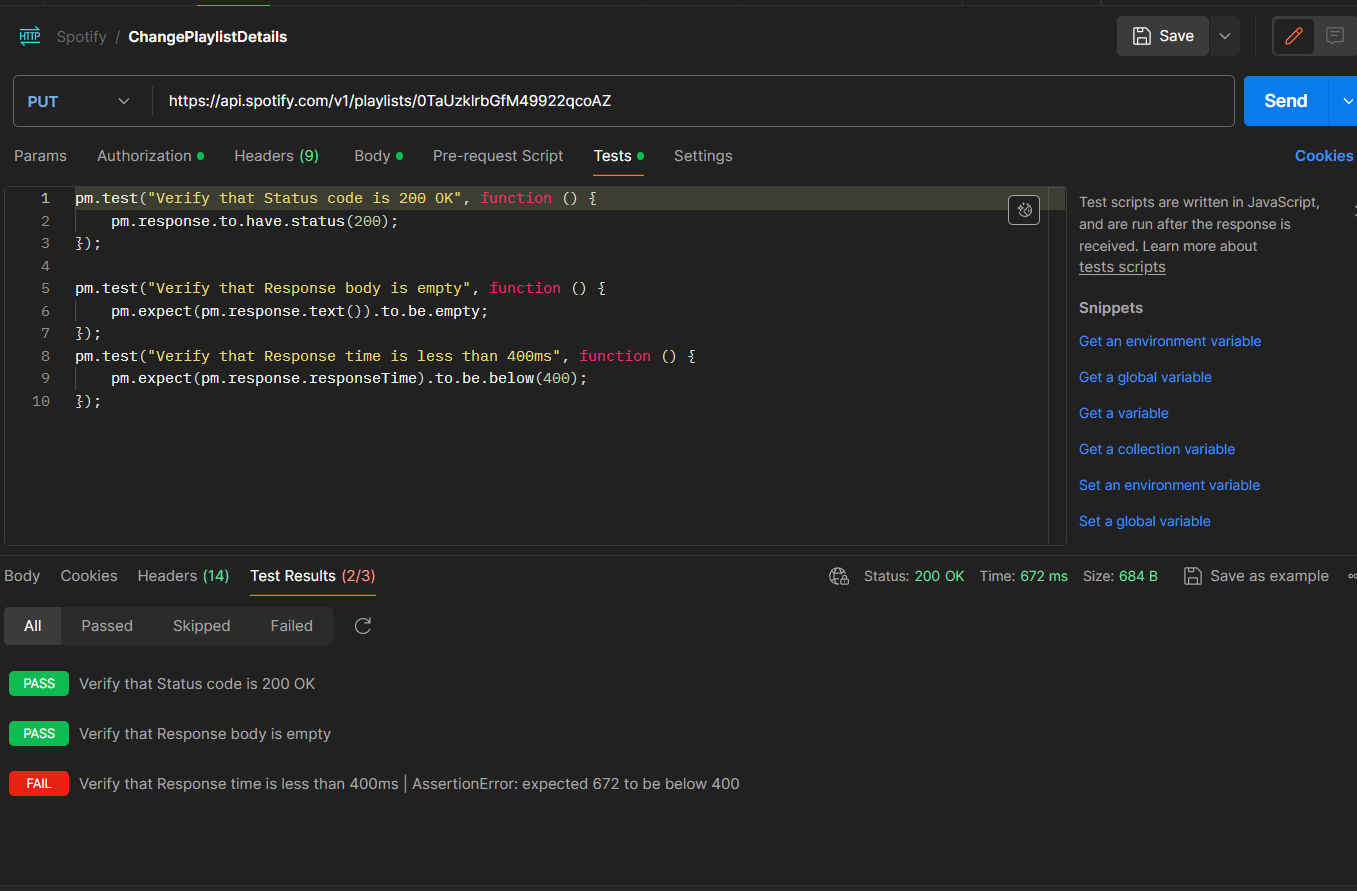 HTTP Spotify / ChangePlaylistDetails Save
PUT https://api.spotify.com/v1/playlists/0TaUzklrbGfM49922qcoAZ Send
Params Authorization Headers (9) Body Pre-request Script Tests Settings Cookies
1 pm.test("Verify that Status code is 200 OK", function () {
2 pm.response.to.have.status(200);
3 });
4
5 pm.test("Verify that Response body is empty", function () {
6 pm.expect(pm.response.text()).to.be.empty;
7 });
8 pm.test("Verify that Response time is less than 400ms", function () {
9 pm.expect(pm.response.responseTime).to.be.below(400);
10 });
Test scripts are written in JavaScript,
and are run after the response is
received. Learn more about
tests scripts
Snippets
Get an environment variable
Get a global variable
Get a variable
Get a collection variable
Set an environment variable
Set a global variable
Body Cookies Headers (14) Test Results (2/3) Status: 200 OK Time: 672 ms Size: 684 B Save as example
All Passed Skipped Failed
PASS Verify that Status code is 200 OK
PASS Verify that Response body is empty
FAIL Verify that Response time is less than 400ms | AssertionError: expected 672 to be below 400